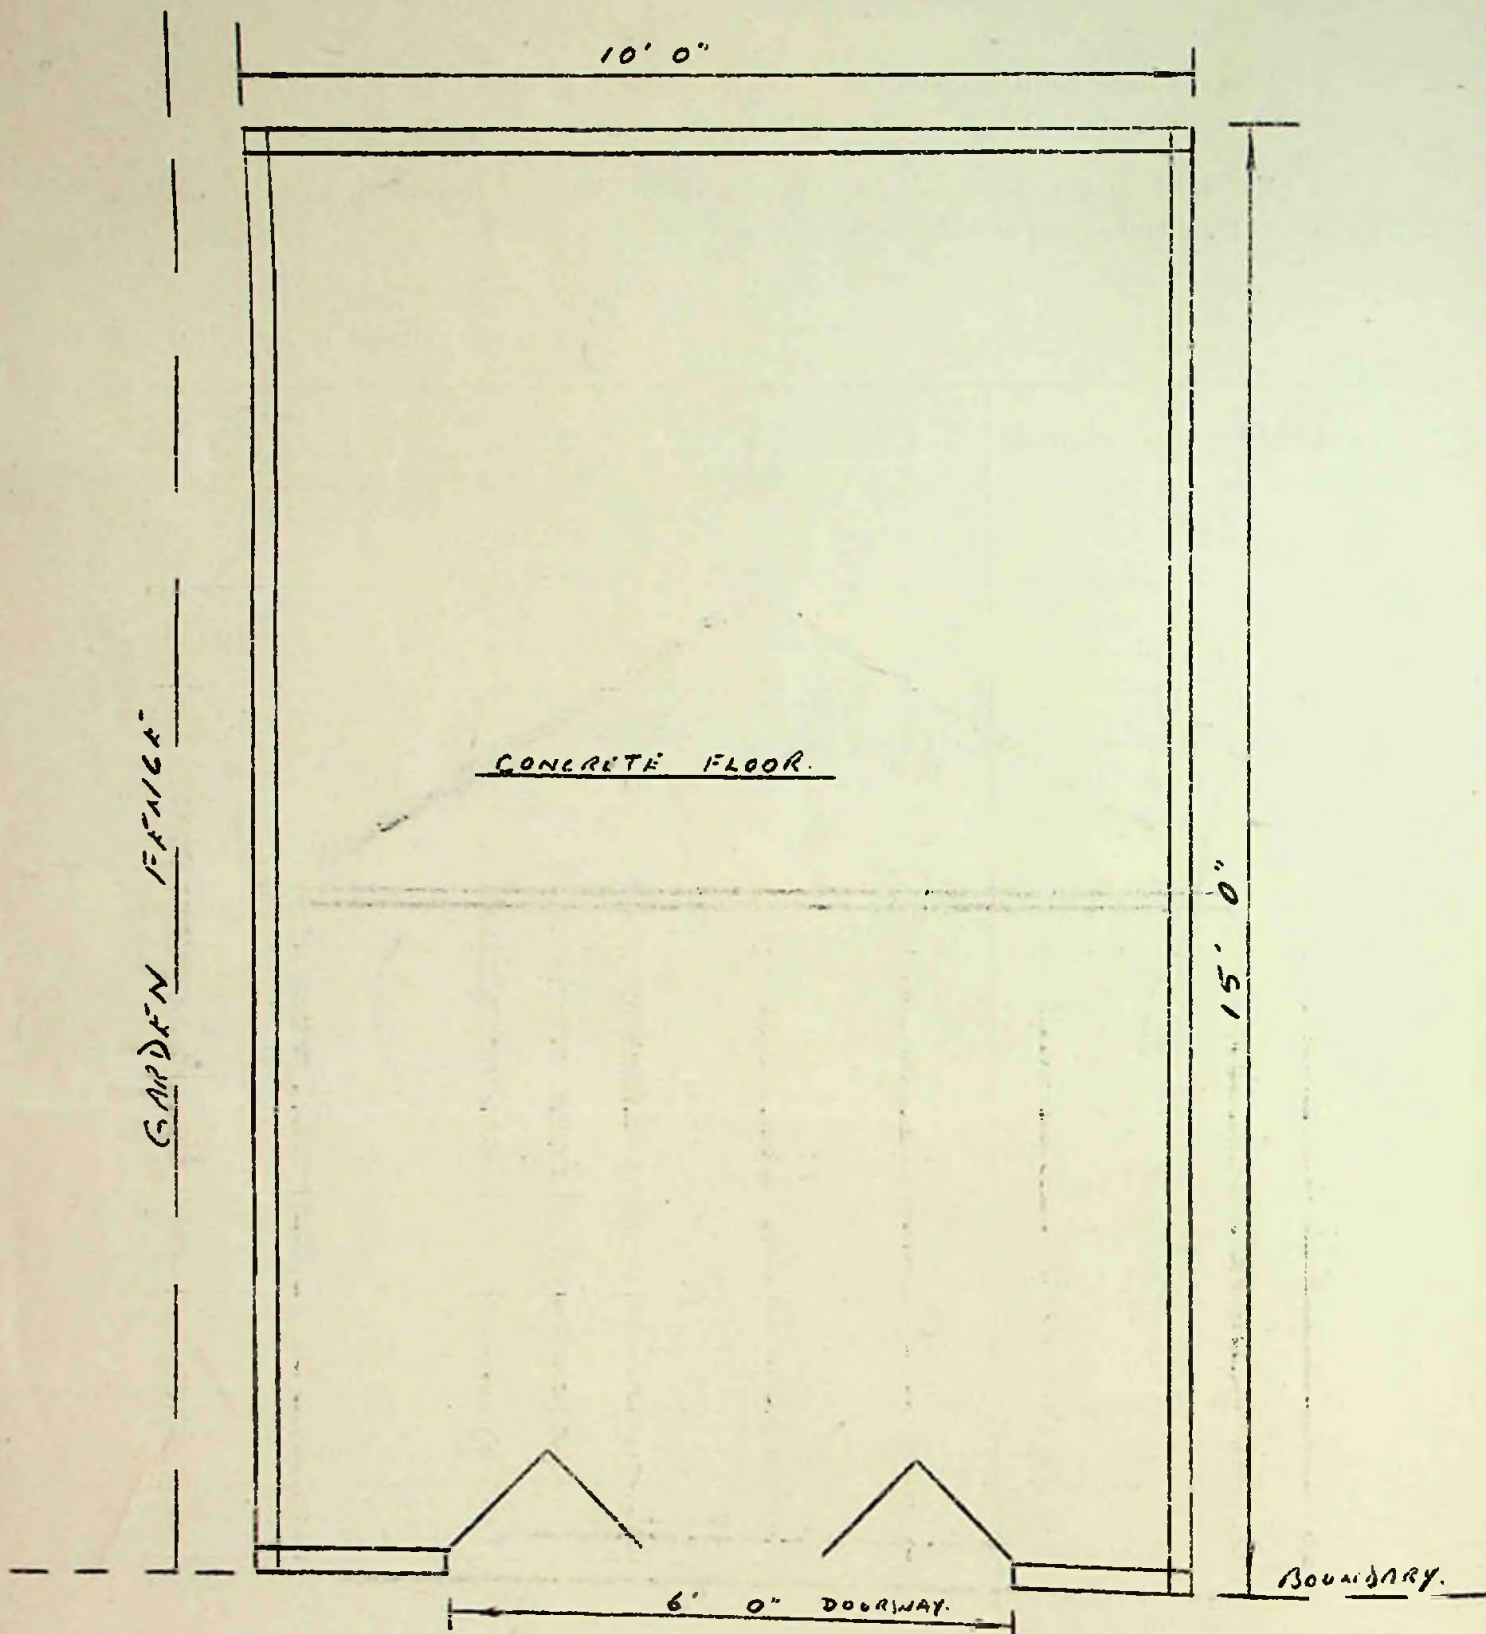 10' 0"
GARDEN FENCE
CONCRETE FLOOR.
15' 0"
BOUNDARY.
6' 0" DOORWAY.